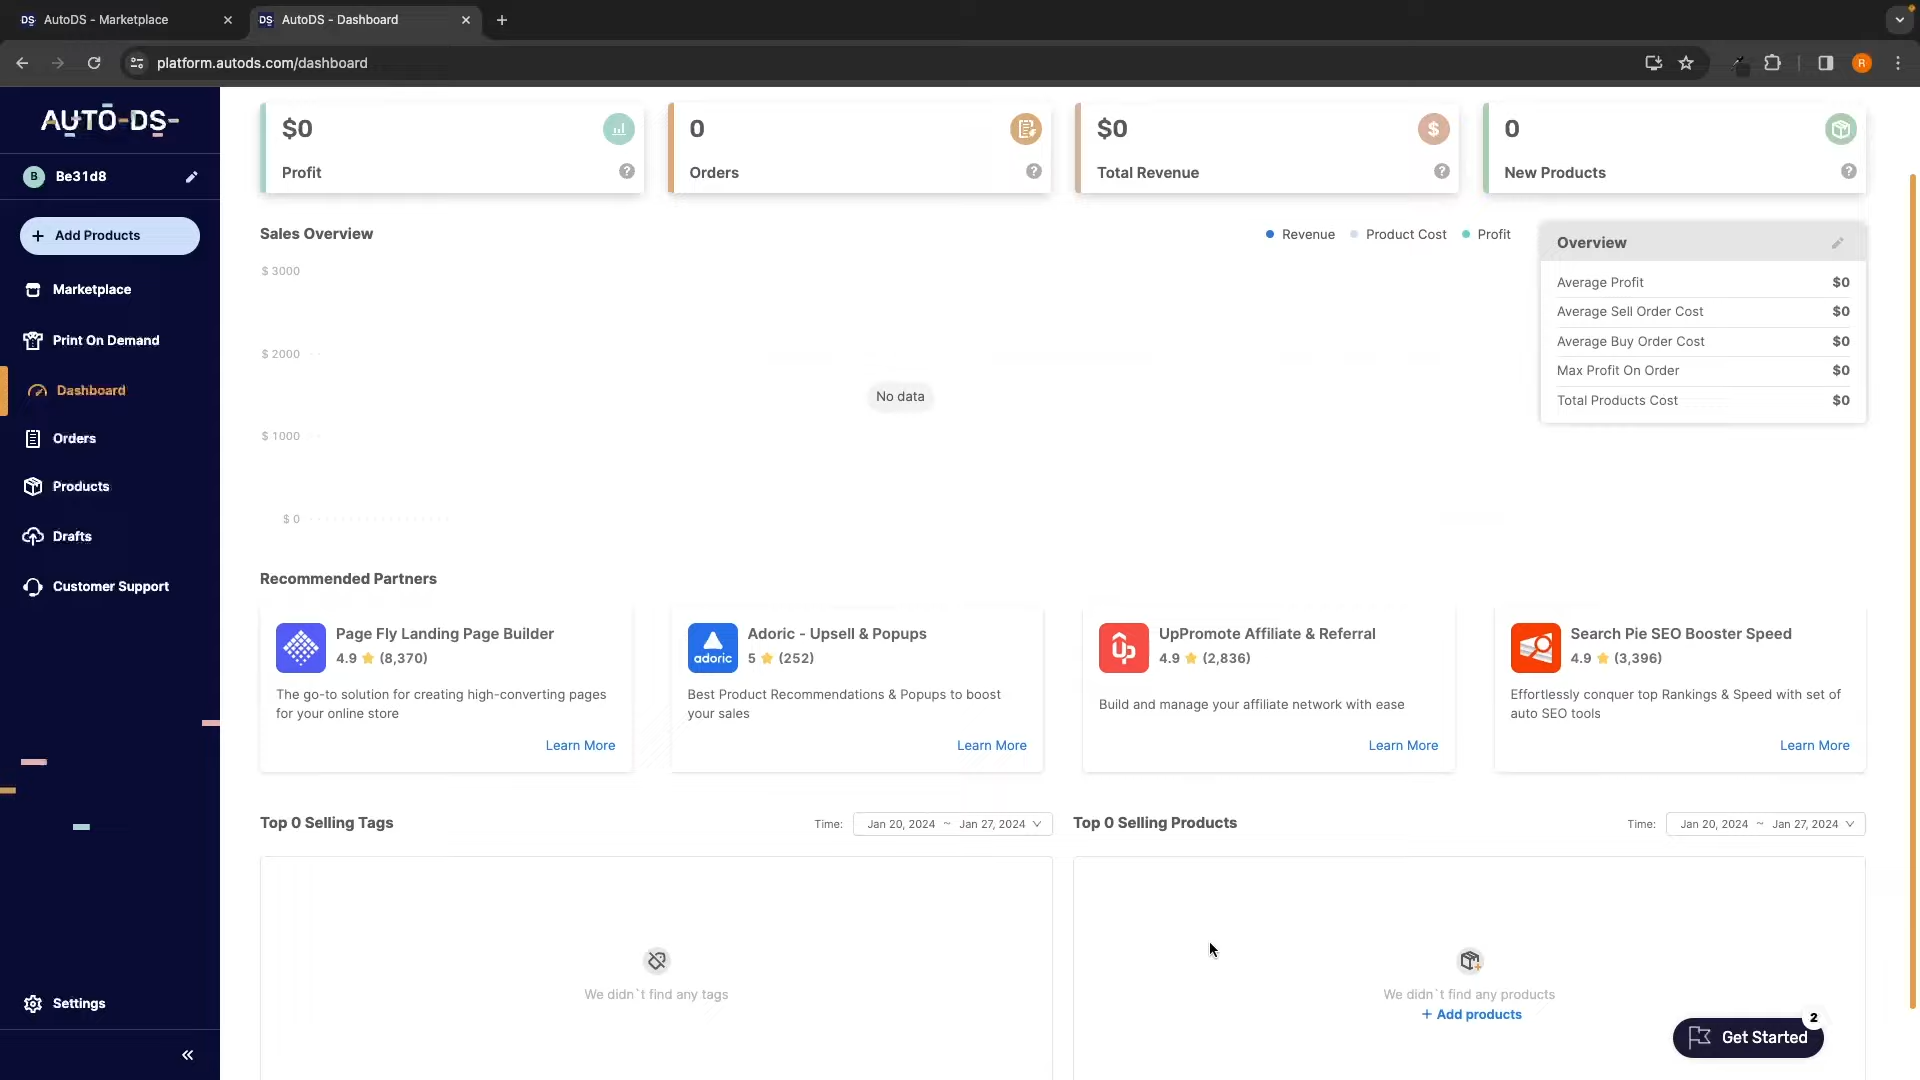 DS AutoDS - Marketplace
DS AutoDS - Dashboard
platform.autods.com/dashboard
R
AUTO-DS-
B Be31d8
+ Add Products
Marketplace
Print On Demand
Dashboard
Orders
Products
Drafts
Customer Support
Settings
$0
Profit ?
0
Orders ?
$0 $
Total Revenue ?
0
New Products ?
Sales Overview
Revenue Product Cost Profit
$ 3000
$ 2000
$ 1000
$ 0
No data
Overview
Average Profit $0
Average Sell Order Cost $0
Average Buy Order Cost $0
Max Profit On Order $0
Total Products Cost $0
Recommended Partners
Page Fly Landing Page Builder
4.9 (8,370)
The go-to solution for creating high-converting pages
for your online store
Learn More
adoric
Adoric - Upsell & Popups
5 (252)
Best Product Recommendations & Popups to boost
your sales
Learn More
UpPromote Affiliate & Referral
4.9 (2,836)
Build and manage your affiliate network with ease
Learn More
Search Pie SEO Booster Speed
4.9 (3,396)
Effortlessly conquer top Rankings & Speed with set of
auto SEO tools
Learn More
Top 0 Selling Tags
Time: Jan 20, 2024 ~ Jan 27, 2024
We didn`t find any tags
Top 0 Selling Products
Time: Jan 20, 2024 ~ Jan 27, 2024
We didn`t find any products
+ Add products
2
Get Started